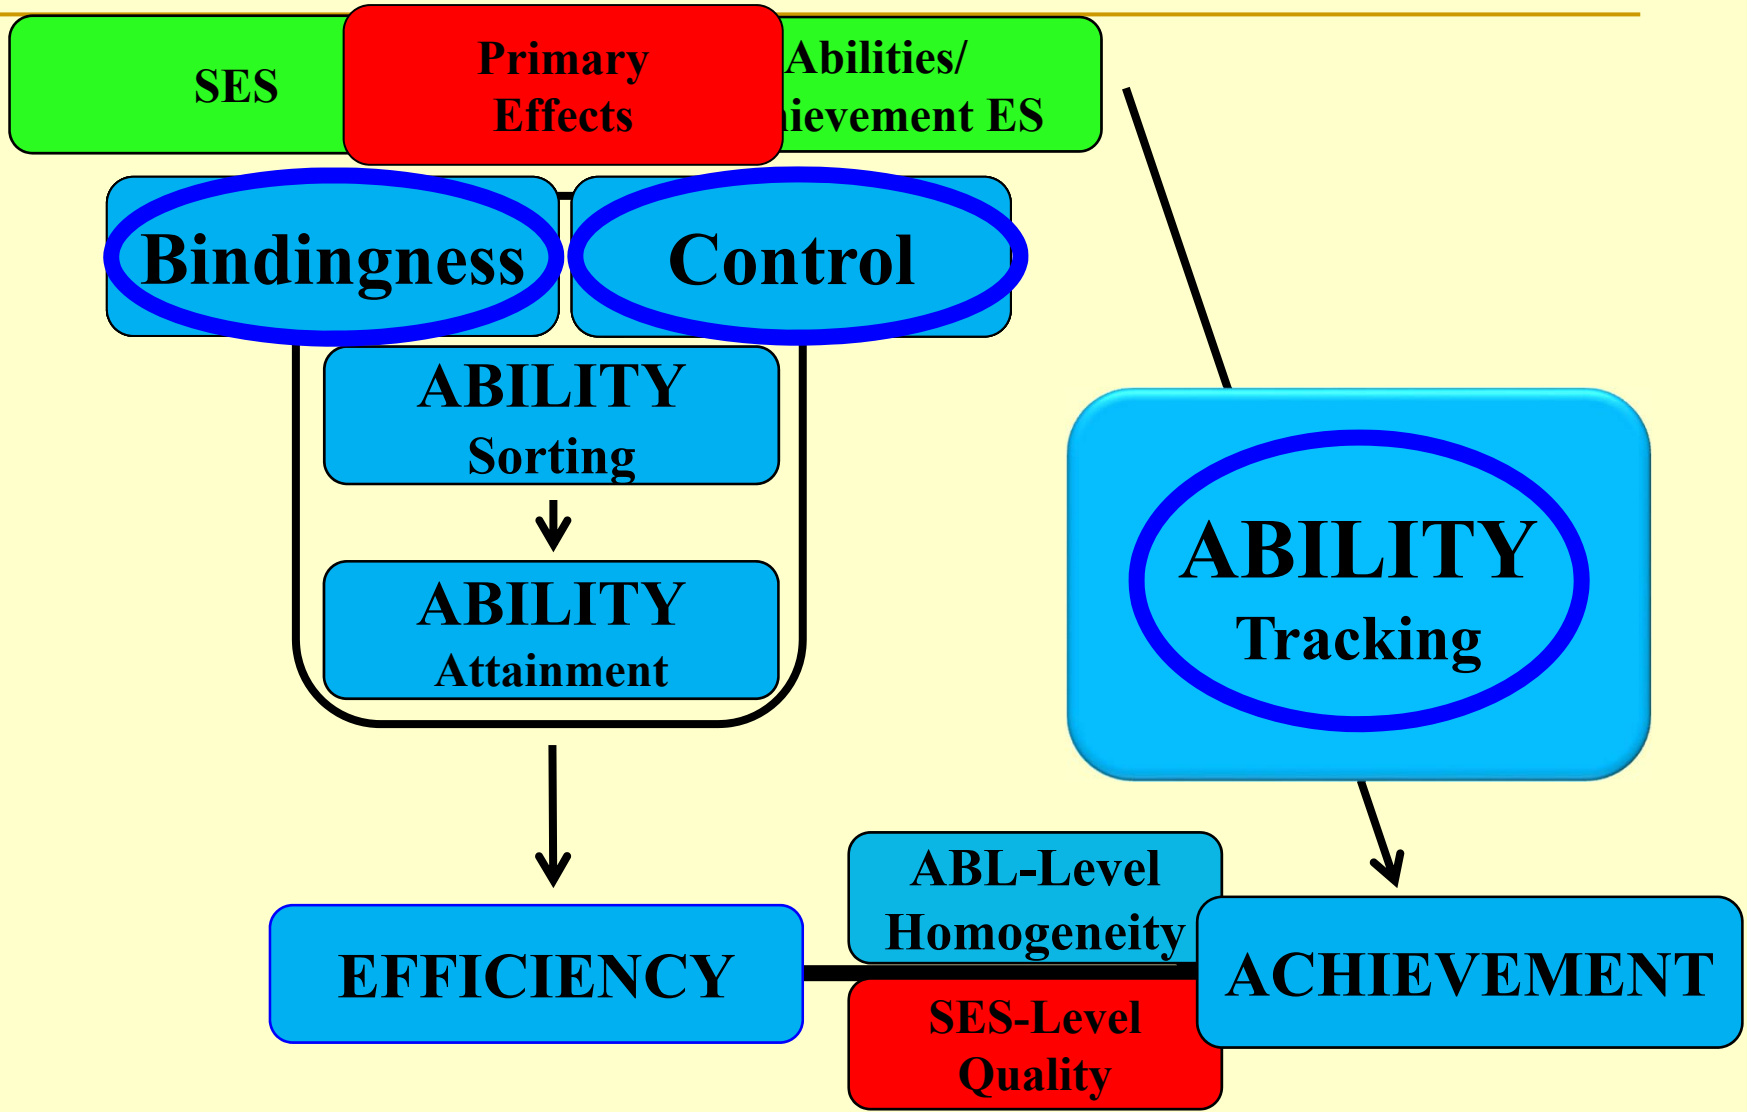 SES
Primary
Effects
Abilities/
ievement ES
Bindingness
Control
ABILITY
Sorting
ABILITY
Attainment
ABILITY
Tracking
ABL-Level
Homogeneity
EFFICIENCY
ACHIEVEMENT
SES-Level
Quality